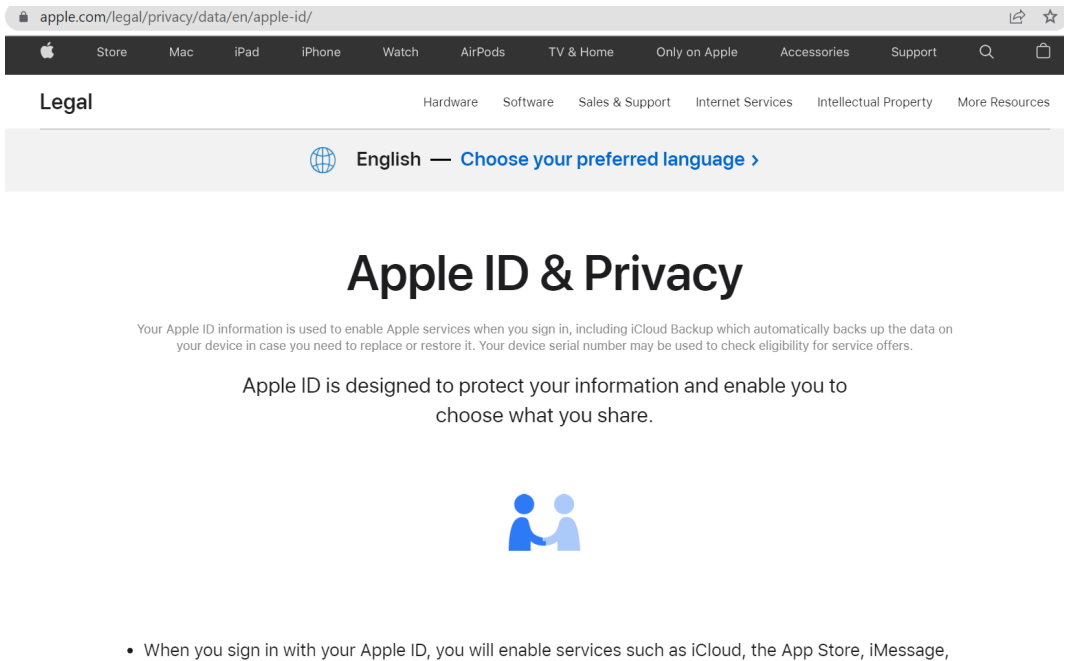 apple.com/legal/privacy/data/en/apple-id/
Store Mac iPad iPhone Watch AirPods TV & Home Only on Apple Accessories Support
Legal Hardware Software Sales & Support Internet Services Intellectual Property More Resources
English — Choose your preferred language >
Apple ID & Privacy
Your Apple ID information is used to enable Apple services when you sign in, including iCloud Backup which automatically backs up the data on
your device in case you need to replace or restore it. Your device serial number may be used to check eligibility for service offers.
Apple ID is designed to protect your information and enable you to
choose what you share.
• When you sign in with your Apple ID, you will enable services such as iCloud, the App Store, iMessage,